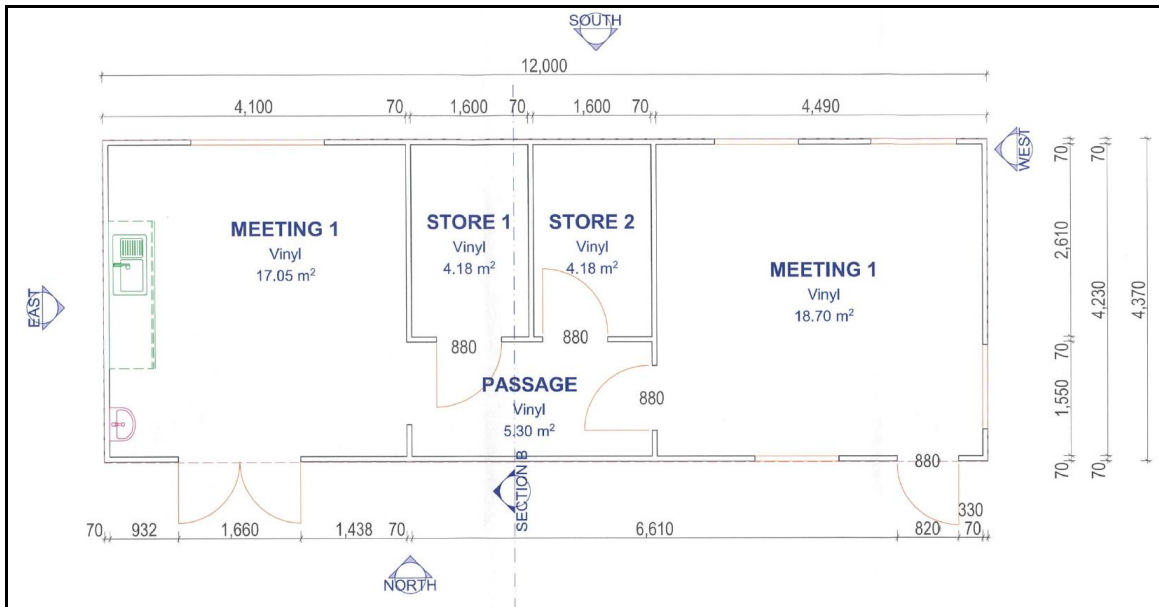 SOUTH
12,000
4,100
70
1,600
70
1,600
70
4,490
WEST
70
70
2,610
4,230
4,370
70
1,550
70
70
MEETING 1
Vinyl
17.05 m²
STORE 1
Vinyl
4.18 m²
STORE 2
Vinyl
4.18 m²
MEETING 1
Vinyl
18.70 m²
EAST
880
880
880
PASSAGE
Vinyl
5.30 m²
880
SECTION B
70
932
1,660
1,438
70
6,610
820
330
70
NORTH